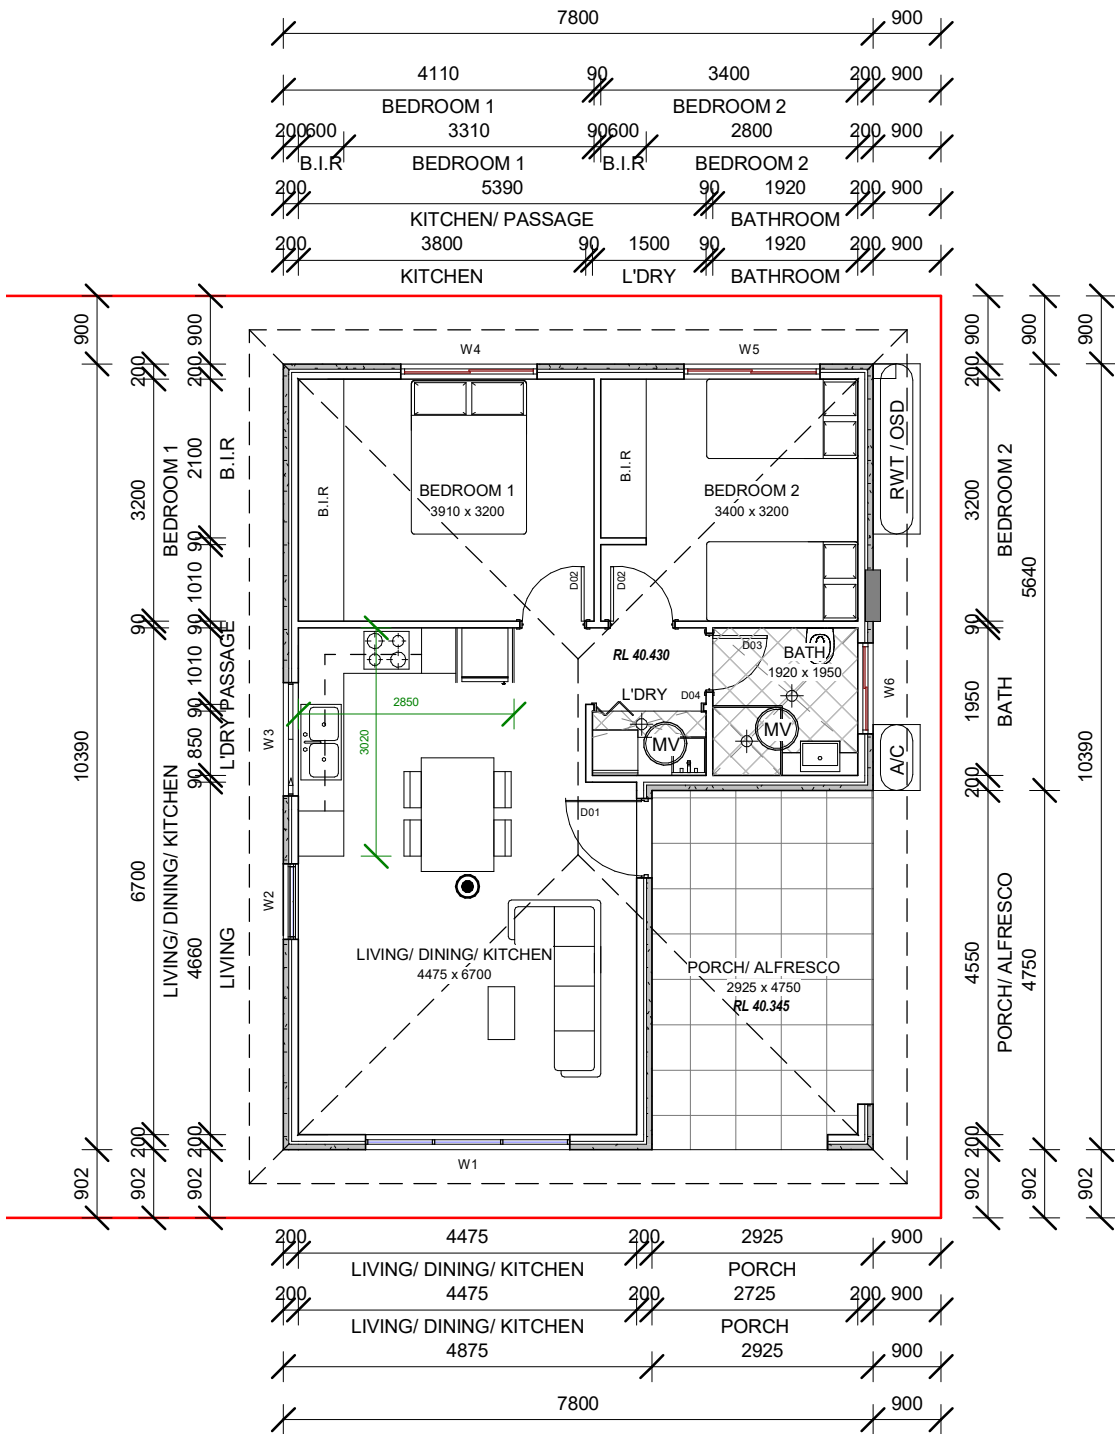 7800 900
4110 90 3400 200 900
BEDROOM 1 BEDROOM 2
200 600 3310 90 600 2800 200 900
B.I.R BEDROOM 1 B.I.R BEDROOM 2
200 5390 90 1920 200 900
KITCHEN/ PASSAGE BATHROOM
200 3800 90 1500 90 1920 200 900
KITCHEN L'DRY BATHROOM
900 10390 902
200 3200 90 6700 200 902
BEDROOM 1 LIVING/ DINING/ KITCHEN
900 200 2100 90 1010 90 1010 90 850 90 4660 200 902
B.I.R L'DRY PASSAGE LIVING
W4 W5
B.I.R
BEDROOM 1
3910 x 3200
B.I.R
BEDROOM 2
3400 x 3200
RWT / OSD
D02 D02
RL 40.430
D03
BATH
1920 x 1950
L'DRY
D04
MV MV
W6
A/C
2850
3020
W3
W2
D01
LIVING/ DINING/ KITCHEN
4475 x 6700
PORCH/ ALFRESCO
2925 x 4750
RL 40.345
W1
900 200 3200 90 1950 200 4550 200 902
BEDROOM 2 BATH PORCH/ ALFRESCO
900 5640 4750 902
900 10390 902
200 4475 200 2925 900
LIVING/ DINING/ KITCHEN PORCH
200 4475 200 2725 200 900
LIVING/ DINING/ KITCHEN PORCH
4875 2925 900
7800 900